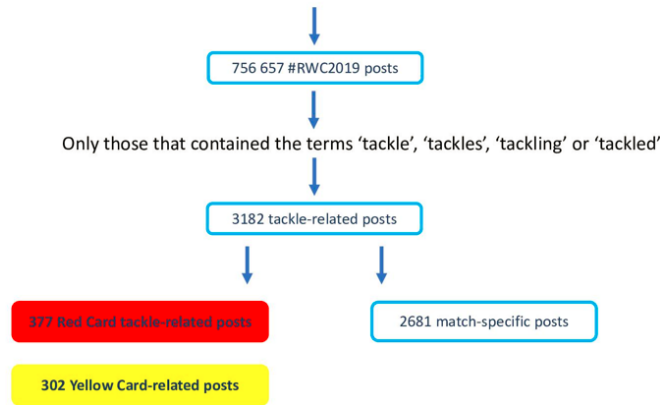 756 657 #RWC2019 posts
Only those that contained the terms ‘tackle’, ‘tackles’, ‘tackling’ or ‘tackled’
3182 tackle-related posts
377 Red Card tackle-related posts
2681 match-specific posts
302 Yellow Card-related posts